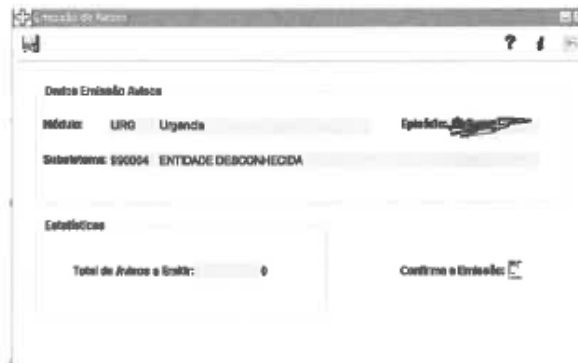 Emissão de Avisos
? i
Dados Emissão Avisos
Módulo: URG Urgencia Episódio:
Subsistema: 990004 ENTIDADE DESCONHECIDA
Estatísticas
Total de Avisos a Emitir: 0 Confirma a Emissão: